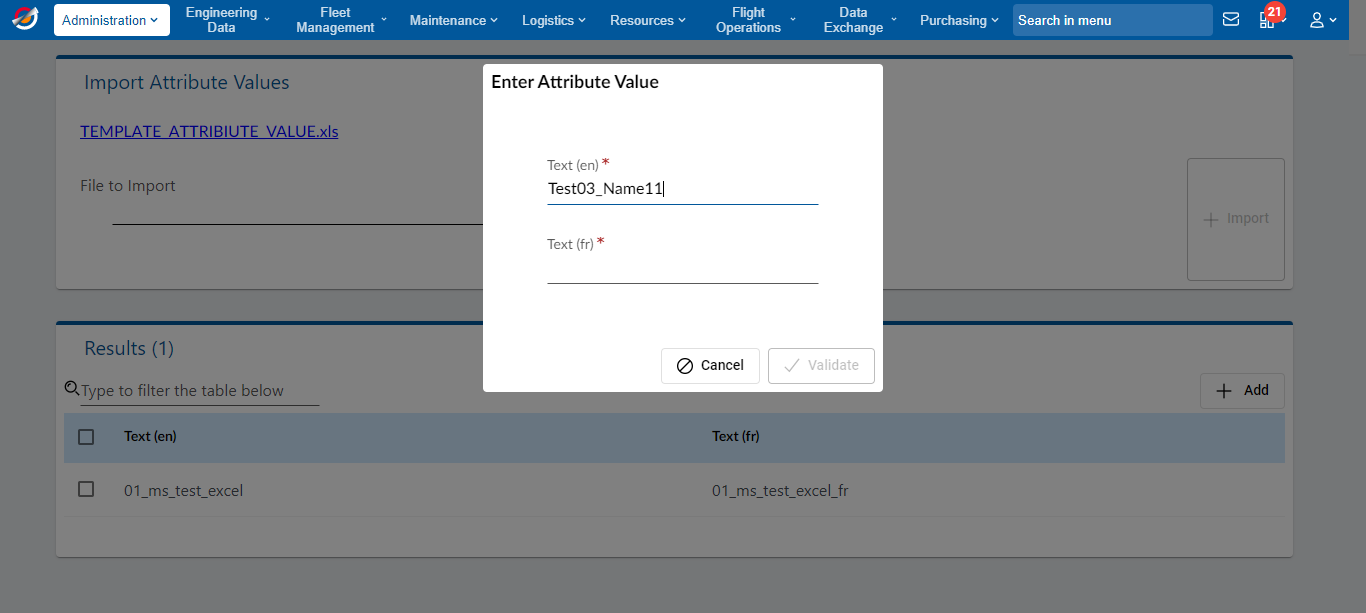 Administration
Engineering Data
Fleet Management
Maintenance
Logistics
Resources
Flight Operations
Data Exchange
Purchasing
Search in menu
21
Import Attribute Values
TEMPLATE_ATTRIBIUTE_VALUE.xls
File to Import
Import
Enter Attribute Value
Text (en) *
Test03_Name11
Text (fr) *
Cancel
Validate
Results (1)
Type to filter the table below
Add
Text (en) Text (fr)
01_ms_test_excel 01_ms_test_excel_fr